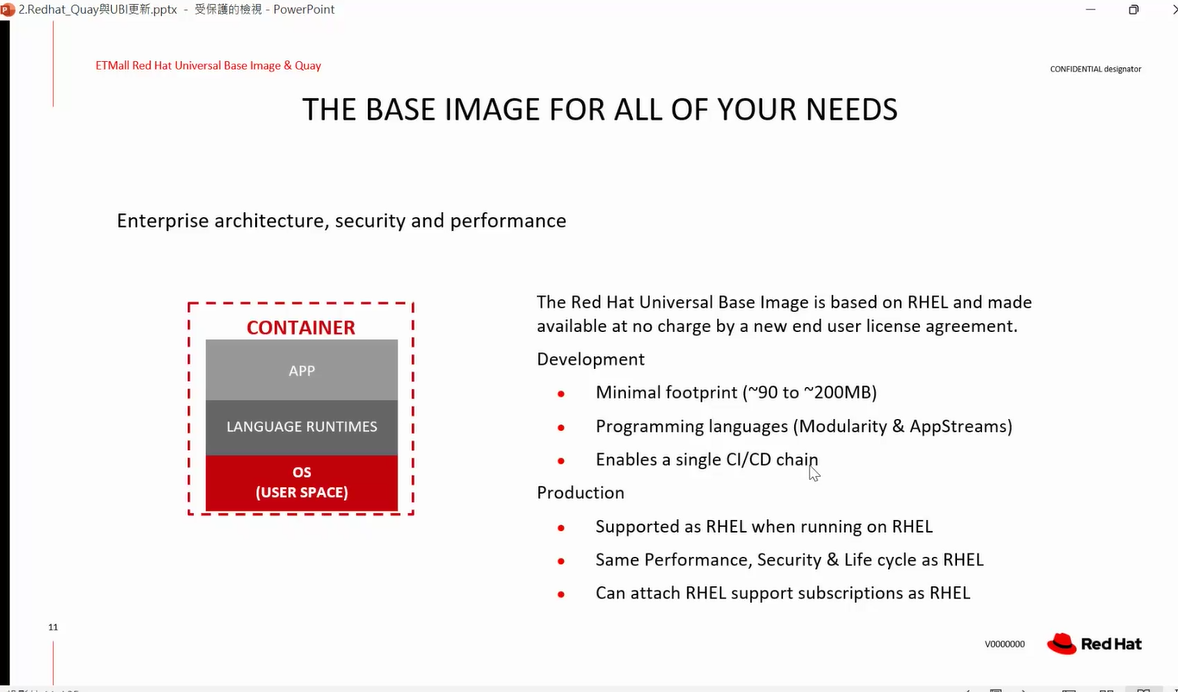 2.Redhat_Quay與UBI更新.pptx - 受保護的檢視 - PowerPoint
ETMall Red Hat Universal Base Image & Quay
CONFIDENTIAL designator
THE BASE IMAGE FOR ALL OF YOUR NEEDS
Enterprise architecture, security and performance
CONTAINER
APP
LANGUAGE RUNTIMES
OS
(USER SPACE)
The Red Hat Universal Base Image is based on RHEL and made
available at no charge by a new end user license agreement.
Development
Minimal footprint (~90 to ~200MB)
Programming languages (Modularity & AppStreams)
Enables a single CI/CD chain
Production
Supported as RHEL when running on RHEL
Same Performance, Security & Life cycle as RHEL
Can attach RHEL support subscriptions as RHEL
11
V0000000
Red Hat